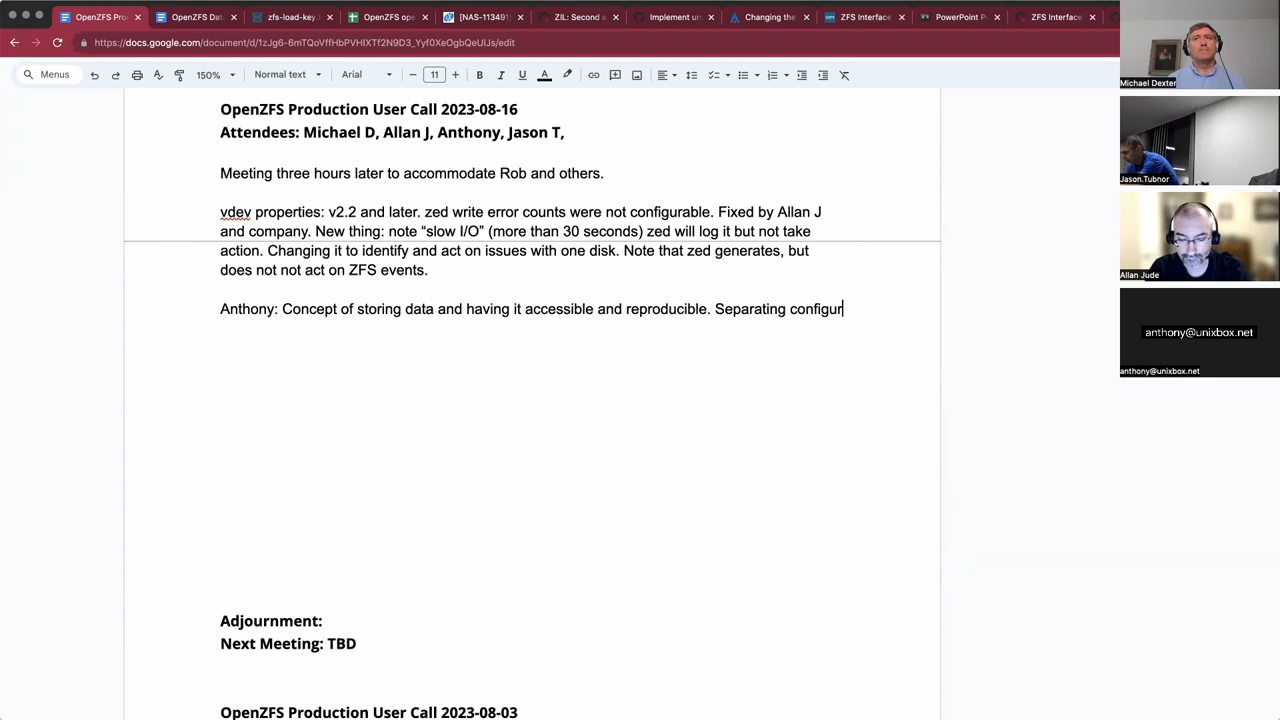 OpenZFS Pro
OpenZFS Dat
zfs-load-key.
OpenZFS ope
[NAS-113491]
ZIL: Second a
Implement un
Changing the
ZFS Interface
PowerPoint P
ZFS Interface
https://docs.google.com/document/d/1zJg6-6mTQoVffHbPVHIXTf2N9D3_Yyf0XeOgbQeUIJs/edit
Menus
150%
Normal text
Arial
11
OpenZFS Production User Call 2023-08-16
Attendees: Michael D, Allan J, Anthony, Jason T,
Meeting three hours later to accommodate Rob and others.
vdev properties: v2.2 and later. zed write error counts were not configurable. Fixed by Allan J
and company. New thing: note “slow I/O” (more than 30 seconds) zed will log it but not take
action. Changing it to identify and act on issues with one disk. Note that zed generates, but
does not not act on ZFS events.
Anthony: Concept of storing data and having it accessible and reproducible. Separating configur
Adjournment:
Next Meeting: TBD
OpenZFS Production User Call 2023-08-03
Michael Dexter
Jason.Tubnor
Allan Jude
anthony@unixbox.net
anthony@unixbox.net